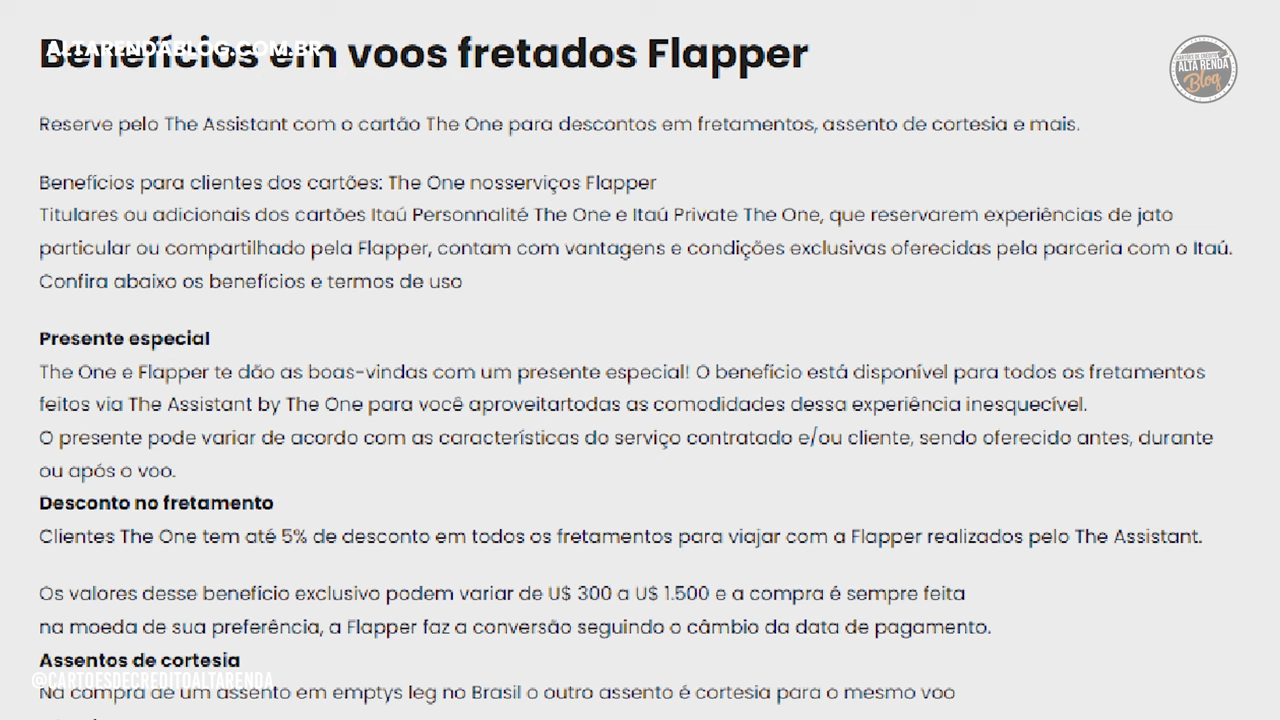 ALTARENDABLOG.COM.BR
Benefícios em voos fretados Flapper
CARTÕES DE CRÉDITO
ALTA RENDA
Blog
Reserve pelo The Assistant com o cartão The One para descontos em fretamentos, assento de cortesia e mais.
Benefícios para clientes dos cartões: The One nosserviços Flapper
Titulares ou adicionais dos cartões Itaú Personnalité The One e Itaú Private The One, que reservarem experiências de jato
particular ou compartilhado pela Flapper, contam com vantagens e condições exclusivas oferecidas pela parceria com o Itaú.
Confira abaixo os benefícios e termos de uso
Presente especial
The One e Flapper te dão as boas-vindas com um presente especial! O benefício está disponível para todos os fretamentos
feitos via The Assistant by The One para você aproveitartodas as comodidades dessa experiência inesquecível.
O presente pode variar de acordo com as características do serviço contratado e/ou cliente, sendo oferecido antes, durante
ou após o voo.
Desconto no fretamento
Clientes The One tem até 5% de desconto em todos os fretamentos para viajar com a Flapper realizados pelo The Assistant.
Os valores desse benefício exclusivo podem variar de U$ 300 a U$ 1.500 e a compra é sempre feita
na moeda de sua preferência, a Flapper faz a conversão seguindo o câmbio da data de pagamento.
Assentos de cortesia
@CARTOESDECREDITOALTARENDA
Na compra de um assento em emptys leg no Brasil o outro assento é cortesia para o mesmo voo